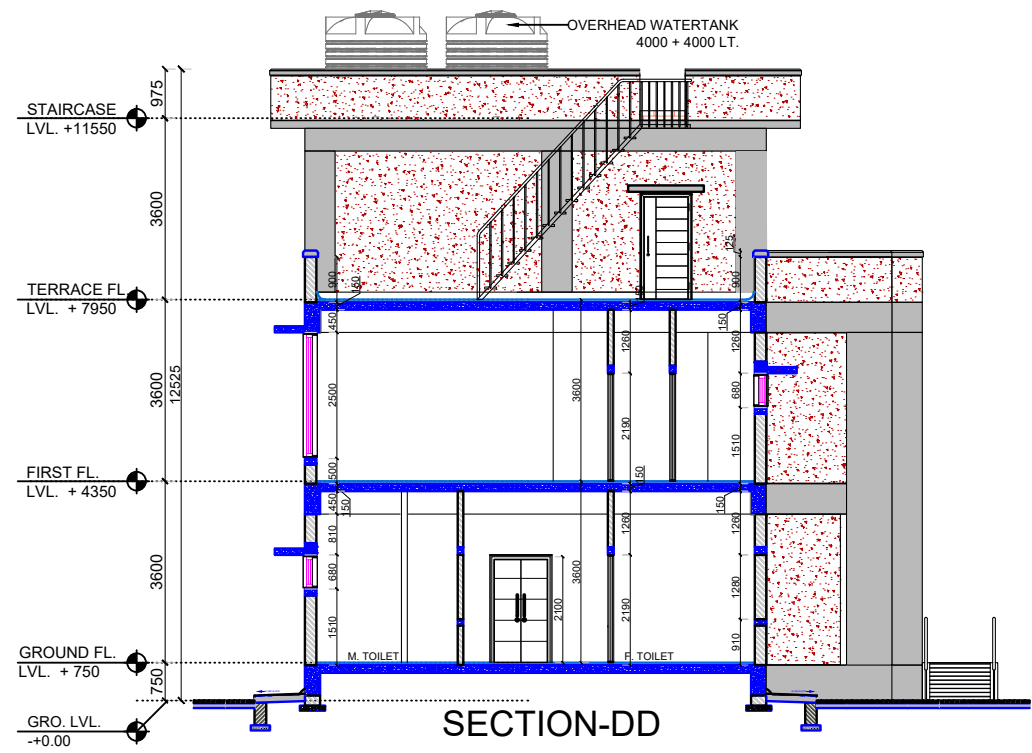 OVERHEAD WATERTANK
4000 + 4000 LT.
975
STAIRCASE
LVL. +11550
3600
125
900
900
150
TERRACE FL
LVL. + 7950
450
150
1260
1260
3600
12525
2500
3600
2190
680
1510
500
150
FIRST FL.
LVL. + 4350
450
150
1260
150
1260
810
3600
680
3600
2100
2190
1280
1510
910
M. TOILET
F. TOILET
GROUND FL.
LVL. + 750
750
GRO. LVL.
-+0.00
SECTION-DD